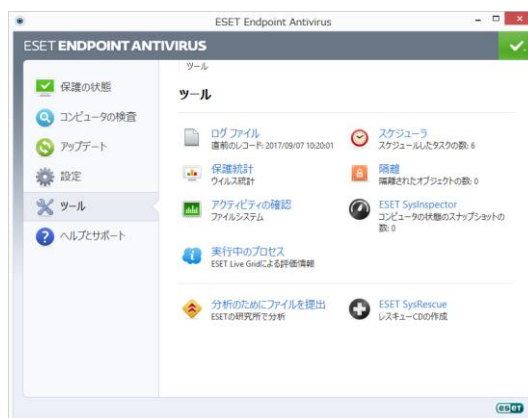 ESET Endpoint Antivirus
ESET ENDPOINT ANTIVIRUS
保護の状態
コンピュータの検査
アップデート
設定
ツール
ヘルプとサポート
ツール
ツール
ログ ファイル
直前のレコード: 2017/09/07 10:20:01
スケジューラ
スケジュールしたタスクの数: 6
保護統計
ウイルス統計
隔離
隔離されたオブジェクトの数: 0
アクティビティの確認
ファイルシステム
ESET SysInspector
コンピュータの状態のスナップショットの
数: 0
実行中のプロセス
ESET Live Gridによる評価情報
分析のためにファイルを提出
ESETの研究所で分析
ESET SysRescue
レスキューCDの作成
eset